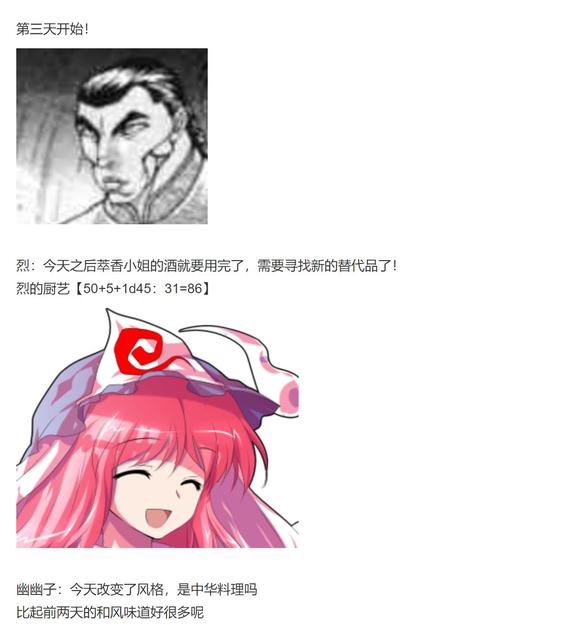 第三天开始！
烈：今天之后萃香小姐的酒就要用完了，需要寻找新的替代品了！
烈的厨艺【50+5+1d45：31=86】
幽幽子：今天改变了风格，是中华料理吗
比起前两天的和风味道好很多呢